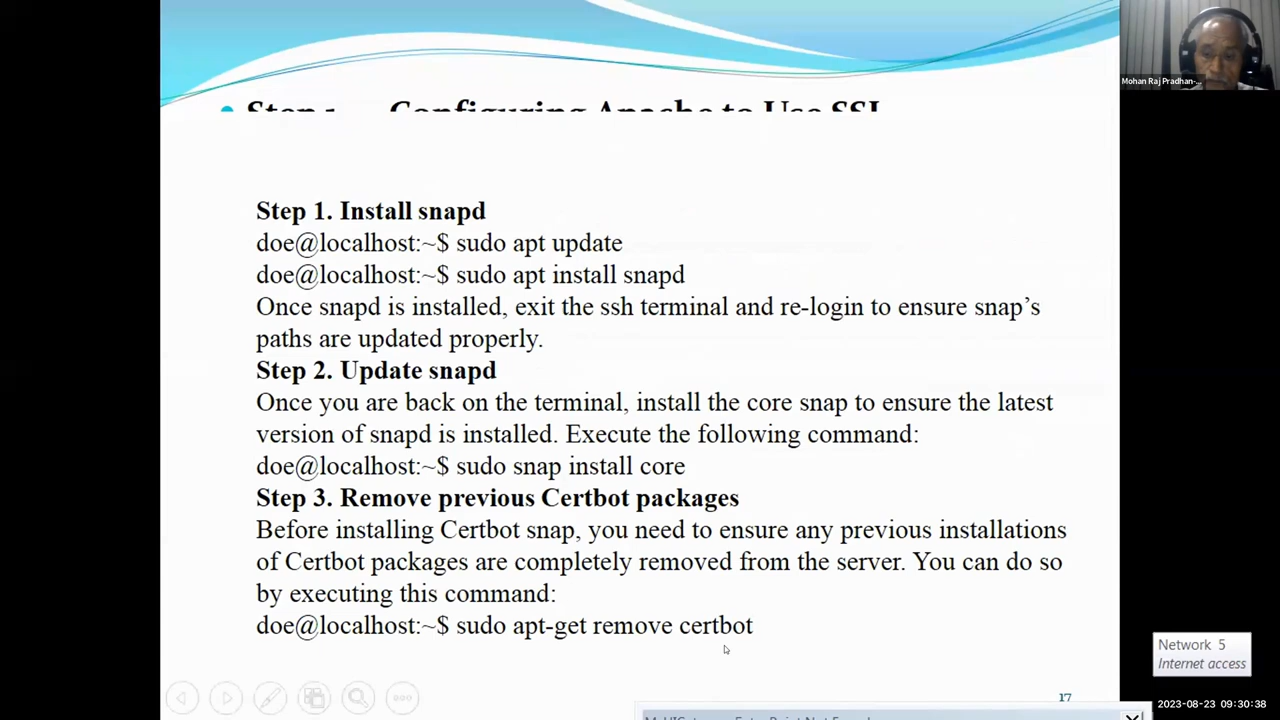 Mohan Raj Pradhan-...
• Step 1 — Configuring Apache to Use SSL
Step 1. Install snapd
doe@localhost:~$ sudo apt update
doe@localhost:~$ sudo apt install snapd
Once snapd is installed, exit the ssh terminal and re-login to ensure snap’s
paths are updated properly.
Step 2. Update snapd
Once you are back on the terminal, install the core snap to ensure the latest
version of snapd is installed. Execute the following command:
doe@localhost:~$ sudo snap install core
Step 3. Remove previous Certbot packages
Before installing Certbot snap, you need to ensure any previous installations
of Certbot packages are completely removed from the server. You can do so
by executing this command:
doe@localhost:~$ sudo apt-get remove certbot
Network 5
Internet access
17
2023-08-23 09:30:38